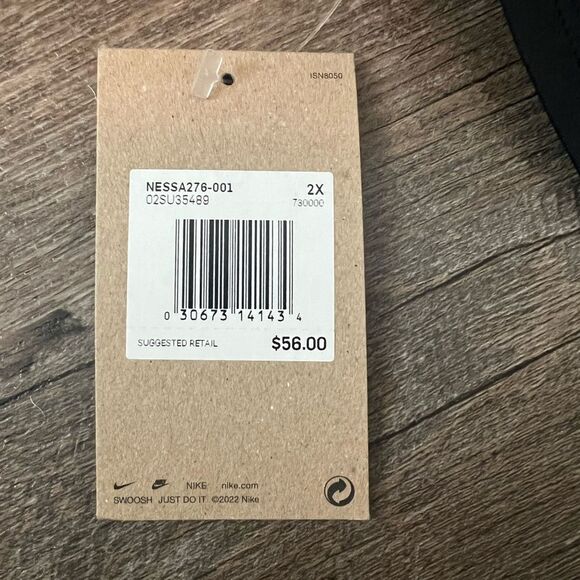 ISN8050
NESSA276-001 2X
02SU35489 730000
0 30673 14143 4
SUGGESTED RETAIL $56.00
NIKE nike.com
SWOOSH JUST DO IT ©2022 Nike